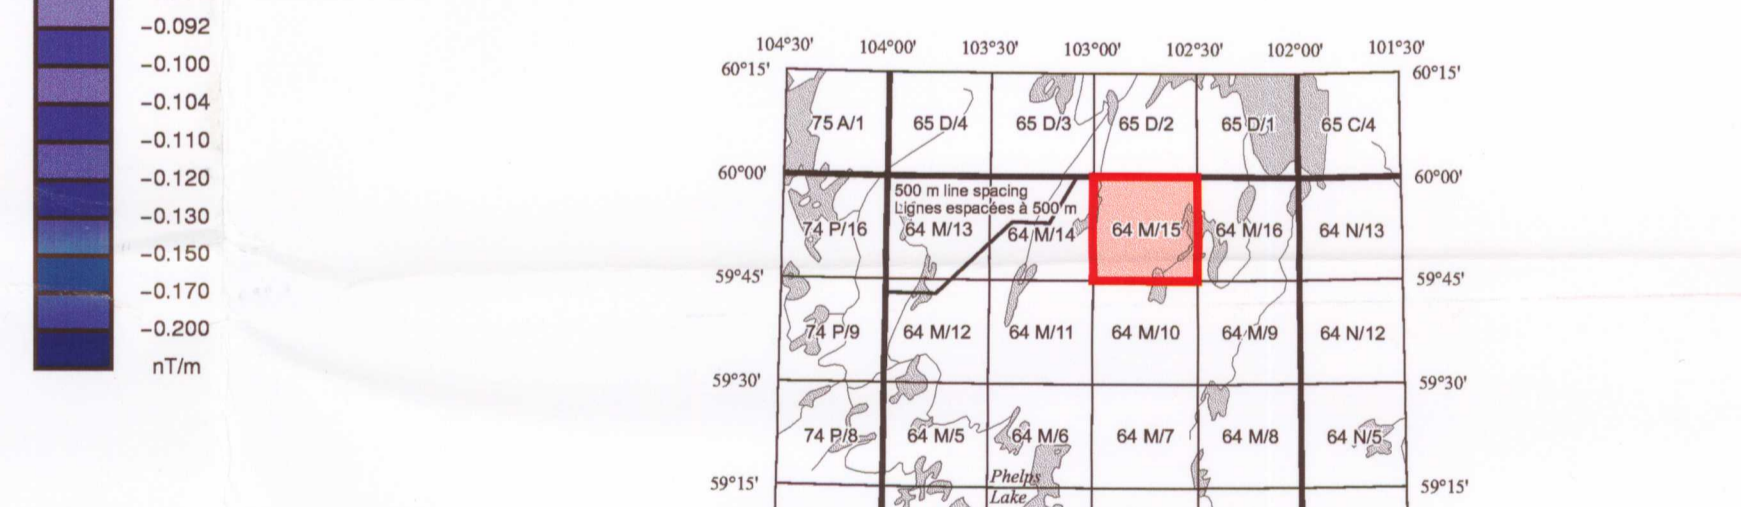 -0.092
-0.100
-0.104
-0.110
-0.120
-0.130
-0.150
-0.170
-0.200
nT/m
104°30' 104°00' 103°30' 103°00' 102°30' 102°00' 101°30'
60°15' 60°15'
75 A/1 65 D/4 65 D/3 65 D/2 65 D/1 65 C/4
60°00' 60°00'
500 m line spacing
Lignes espacées à 500 m
74 P/16 64 M/13 64 M/14 64 M/15 64 M/16 64 N/13
59°45' 59°45'
74 P/9 64 M/12 64 M/11 64 M/10 64 M/9 64 N/12
59°30' 59°30'
74 P/8 64 M/5 64 M/6 64 M/7 64 M/8 64 N/5
Phelps
59°15' 59°15'
Lake